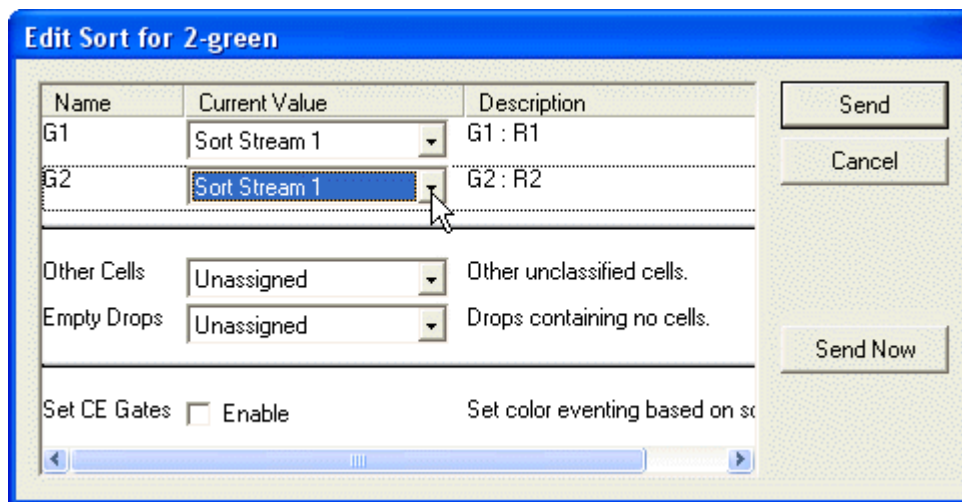 Edit Sort for 2-green
Name Current Value Description
G1 Sort Stream 1 G1 : R1
G2 Sort Stream 1 G2 : R2
Other Cells Unassigned Other unclassified cells.
Empty Drops Unassigned Drops containing no cells.
Set CE Gates Enable Set color eventing based on
Send
Cancel
Send Now